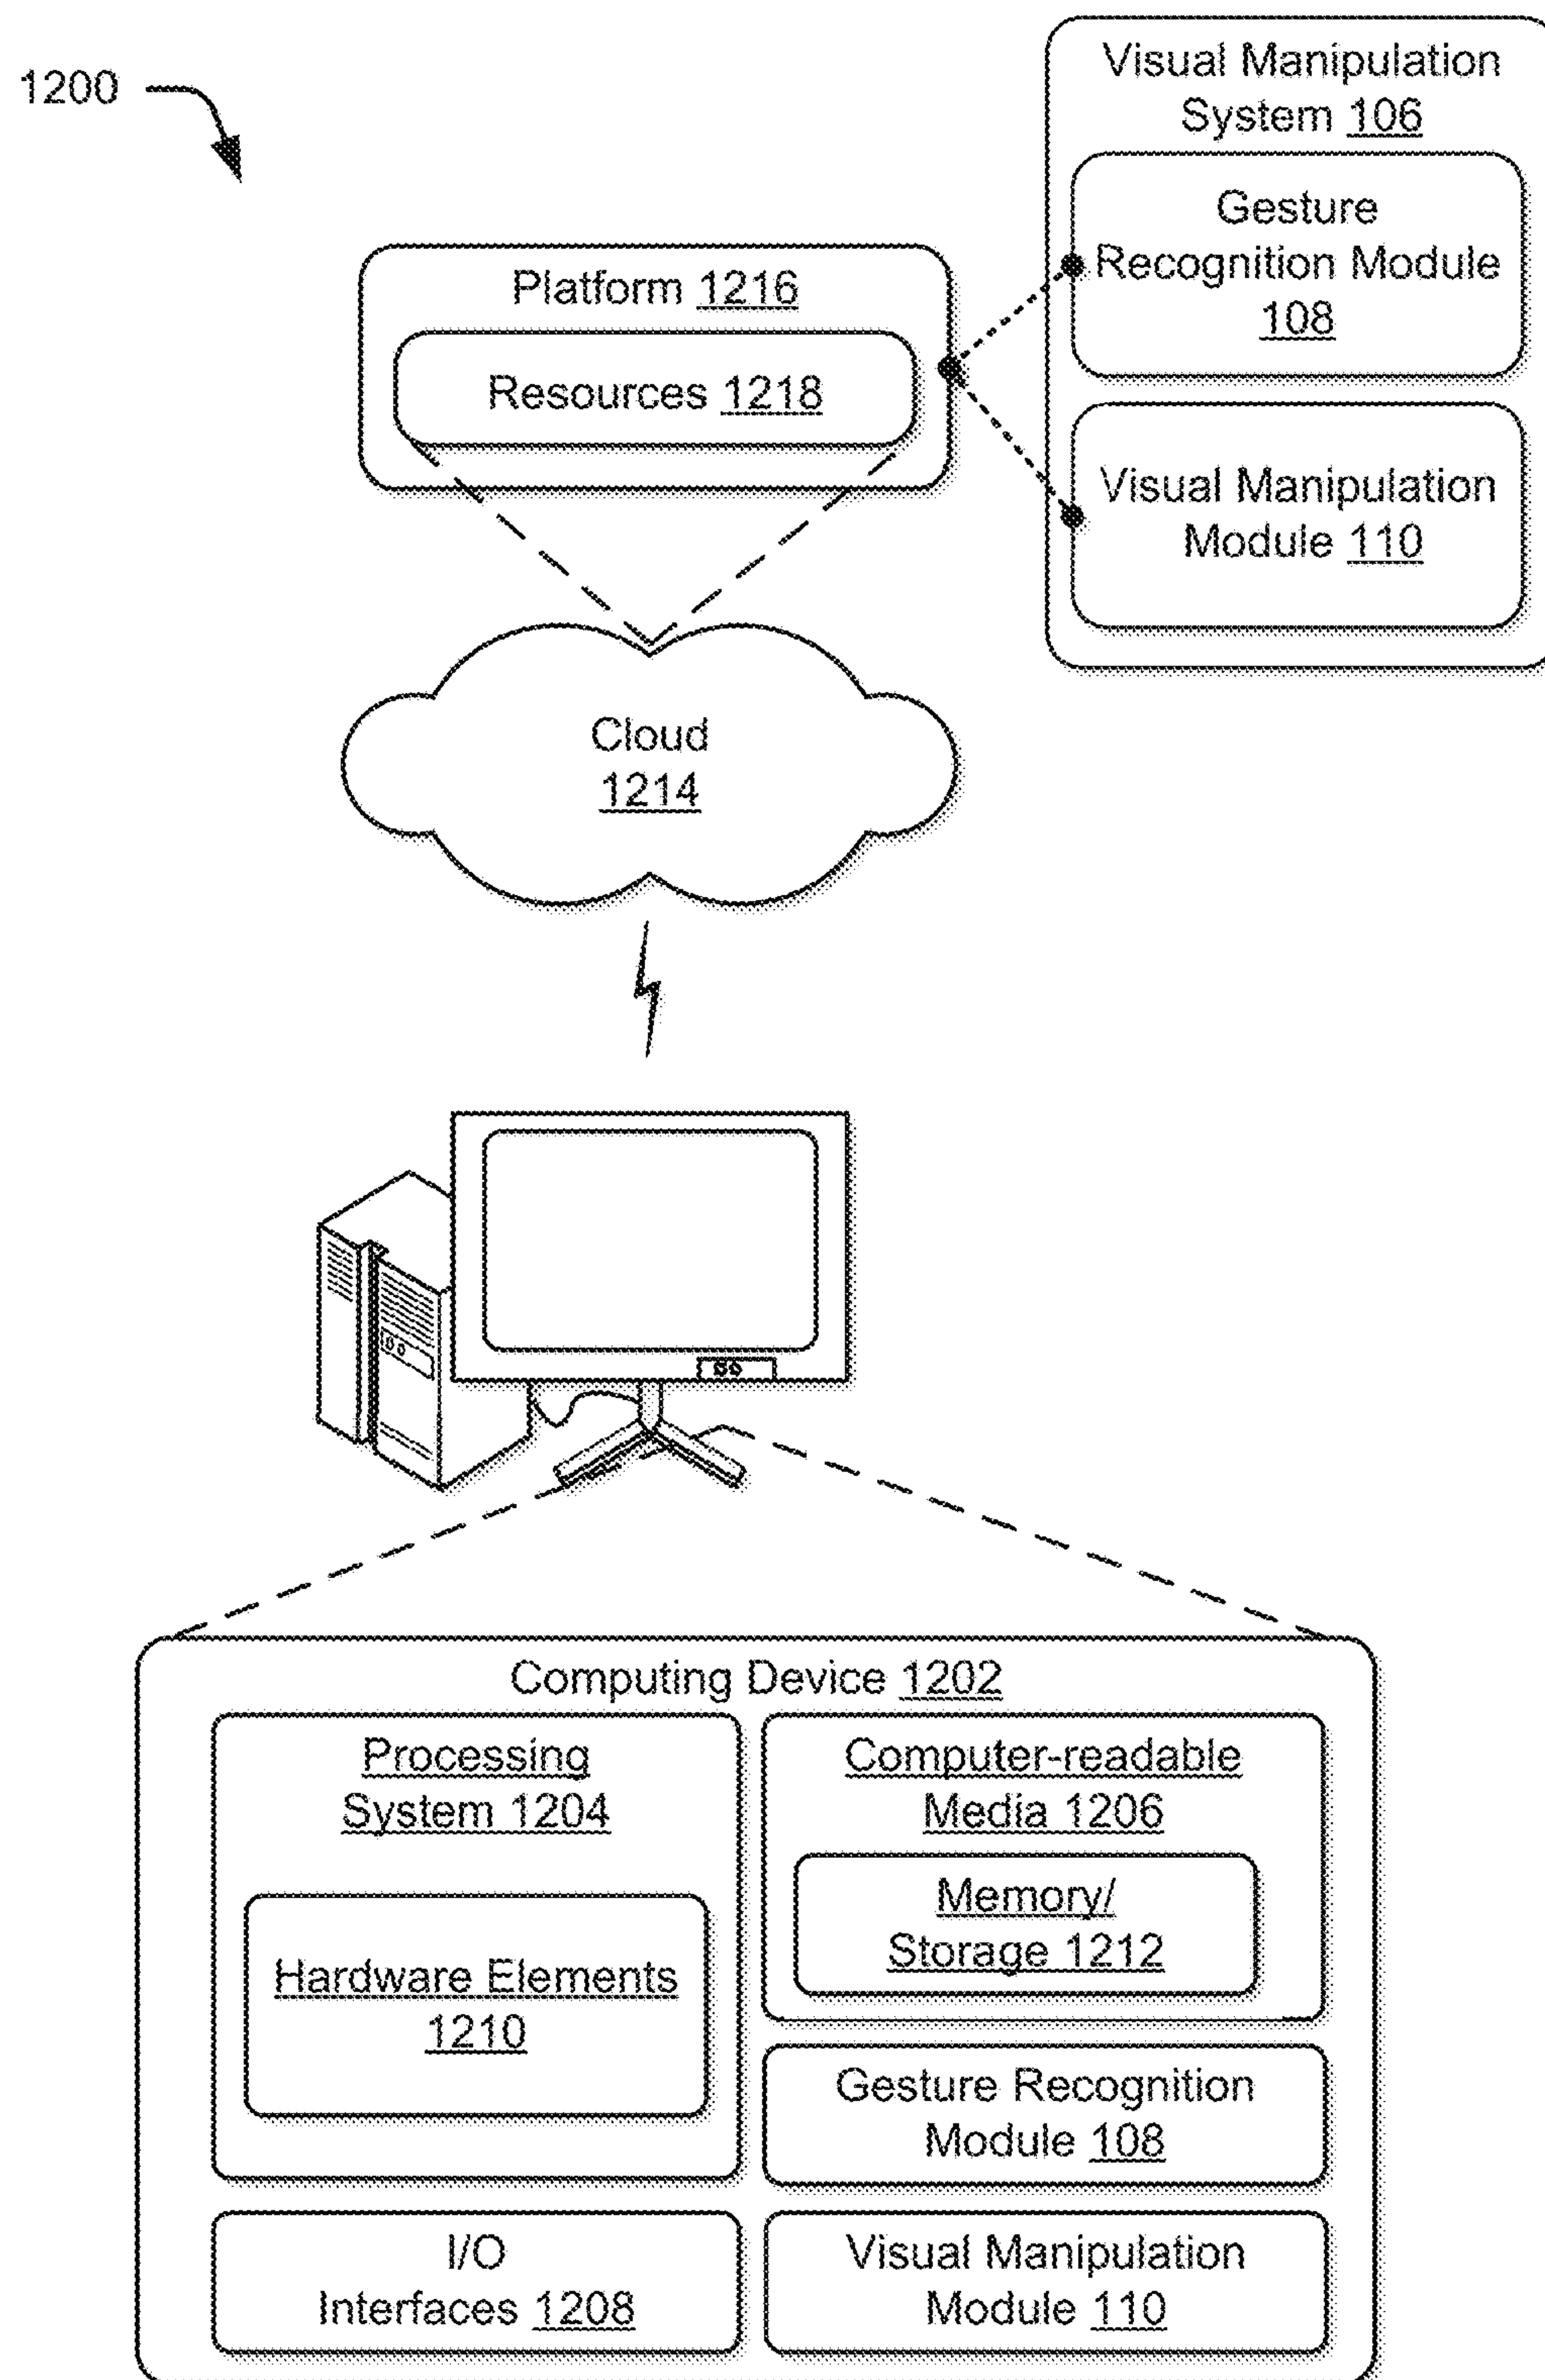 1200
Visual Manipulation
System 106
Gesture
Recognition Module
108
Platform 1216
Resources 1218
Visual Manipulation
Module 110
Cloud
1214
Computing Device 1202
Processing
System 1204
Hardware Elements
1210
Computer-readable
Media 1206
Memory/
Storage 1212
Gesture Recognition
Module 108
I/O
Interfaces 1208
Visual Manipulation
Module 110